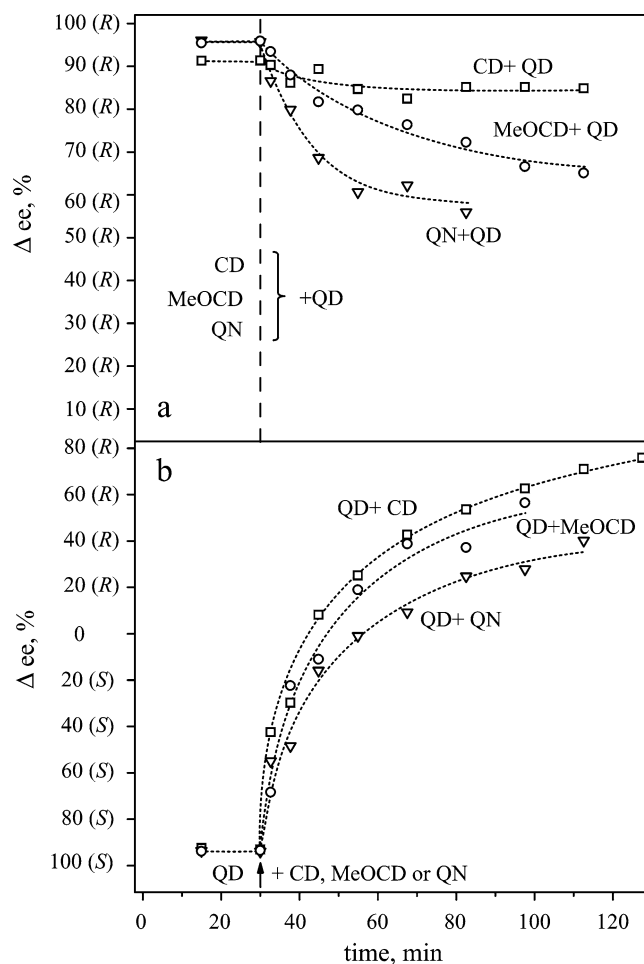 100 (R)
90 (R)
80 (R)
70 (R)
60 (R)
50 (R)
40 (R)
30 (R)
20 (R)
10 (R)
Δ ee, %
CD+ QD
MeOCD+ QD
QN+QD
CD
MeOCD
QN
+QD
a
80 (R)
60 (R)
40 (R)
20 (R)
0
20 (S)
40 (S)
60 (S)
80 (S)
100 (S)
Δ ee, %
b
QD+ CD
QD+MeOCD
QD+ QN
QD
+ CD, MeOCD or QN
0 20 40 60 80 100 120
time, min